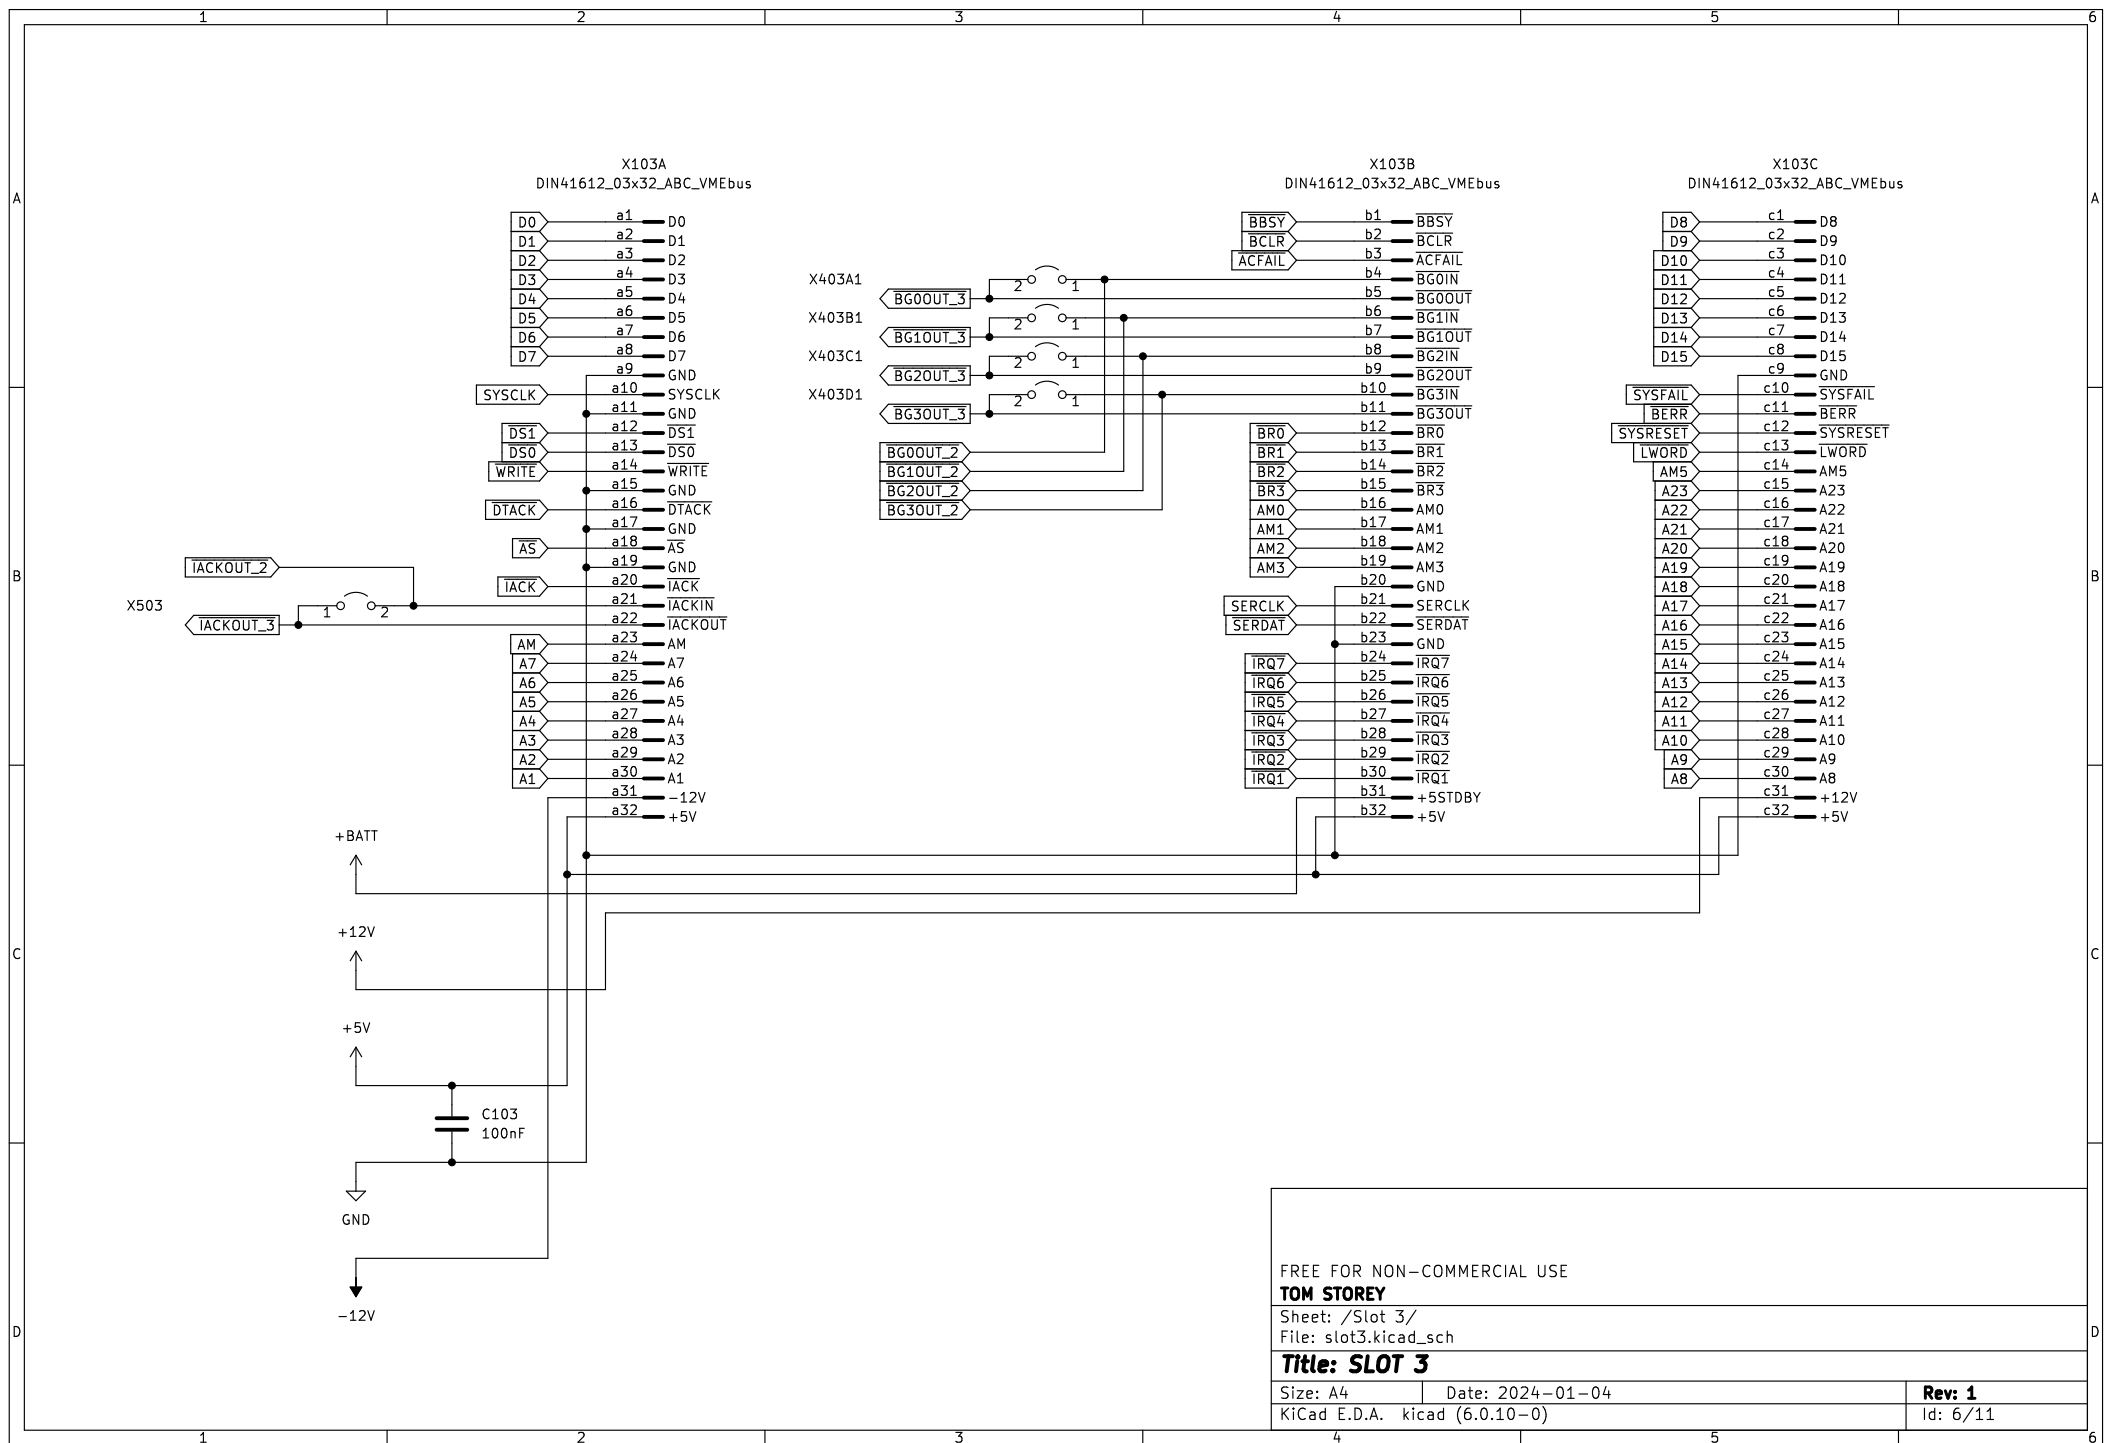 1 2 3 4 5 6
X103A
DIN41612_03x32_ABC_VMEbus
D0 a1 D0
D1 a2 D1
D2 a3 D2
D3 a4 D3
D4 a5 D4
D5 a6 D5
D6 a7 D6
D7 a8 D7
a9 GND
SYSCLK a10 SYSCLK
a11 GND
DS1 a12 DS1
DS0 a13 DS0
WRITE a14 WRITE
a15 GND
DTACK a16 DTACK
a17 GND
AS a18 AS
a19 GND
IACK a20 IACK
a21 IACKIN
a22 IACKOUT
AM a23 AM
A7 a24 A7
A6 a25 A6
A5 a26 A5
A4 a27 A4
A3 a28 A3
A2 a29 A2
A1 a30 A1
a31 -12V
a32 +5V
IACKOUT_2
X503 1 2
IACKOUT_3
X403A1 2 1
BG0OUT_3
X403B1 2 1
BG1OUT_3
X403C1 2 1
BG2OUT_3
X403D1 2 1
BG3OUT_3
BG0OUT_2
BG1OUT_2
BG2OUT_2
BG3OUT_2
X103B
DIN41612_03x32_ABC_VMEbus
BBSY b1 BBSY
BCLR b2 BCLR
ACFAIL b3 ACFAIL
b4 BG0IN
b5 BG0OUT
b6 BG1IN
b7 BG1OUT
b8 BG2IN
b9 BG2OUT
b10 BG3IN
b11 BG3OUT
BR0 b12 BR0
BR1 b13 BR1
BR2 b14 BR2
BR3 b15 BR3
AM0 b16 AM0
AM1 b17 AM1
AM2 b18 AM2
AM3 b19 AM3
b20 GND
SERCLK b21 SERCLK
SERDAT b22 SERDAT
b23 GND
IRQ7 b24 IRQ7
IRQ6 b25 IRQ6
IRQ5 b26 IRQ5
IRQ4 b27 IRQ4
IRQ3 b28 IRQ3
IRQ2 b29 IRQ2
IRQ1 b30 IRQ1
b31 +5STDBY
b32 +5V
X103C
DIN41612_03x32_ABC_VMEbus
D8 c1 D8
D9 c2 D9
D10 c3 D10
D11 c4 D11
D12 c5 D12
D13 c6 D13
D14 c7 D14
D15 c8 D15
c9 GND
SYSFAIL c10 SYSFAIL
BERR c11 BERR
SYSRESET c12 SYSRESET
LWORD c13 LWORD
AM5 c14 AM5
A23 c15 A23
A22 c16 A22
A21 c17 A21
A20 c18 A20
A19 c19 A19
A18 c20 A18
A17 c21 A17
A16 c22 A16
A15 c23 A15
A14 c24 A14
A13 c25 A13
A12 c26 A12
A11 c27 A11
A10 c28 A10
A9 c29 A9
A8 c30 A8
c31 +12V
c32 +5V
+BATT
+12V
+5V
C103
100nF
GND
-12V
A A
B B
C C
D D
FREE FOR NON-COMMERCIAL USE
TOM STOREY
Sheet: /Slot 3/
File: slot3.kicad_sch
Title: SLOT 3
Size: A4 Date: 2024-01-04 Rev: 1
KiCad E.D.A. kicad (6.0.10-0) Id: 6/11
1 2 3 4 5 6